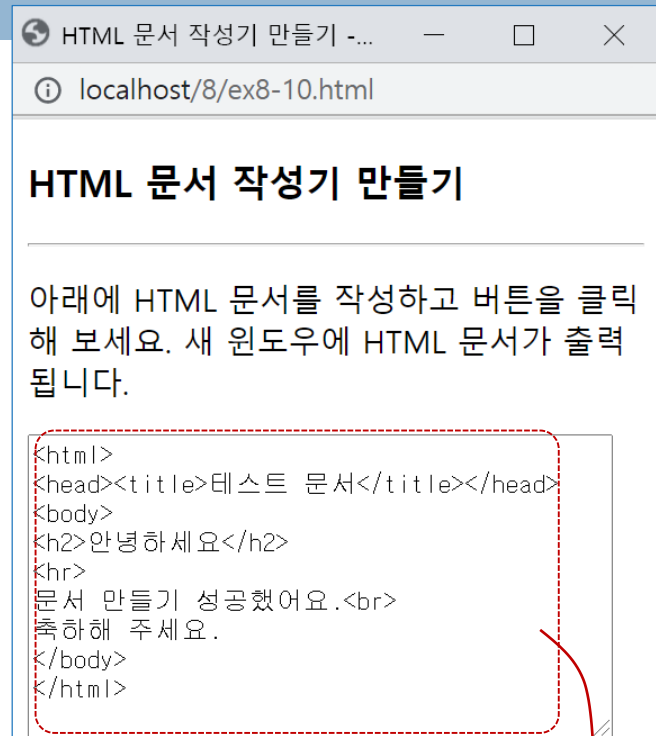 HTML 문서 작성기 만들기 -...
localhost/8/ex8-10.html
HTML 문서 작성기 만들기
아래에 HTML 문서를 작성하고 버튼을 클릭
해 보세요. 새 윈도우에 HTML 문서가 출력
됩니다.
<html>
<head><title>테스트 문서</title></head>
<body>
<h2>안녕하세요</h2>
<hr>
문서 만들기 성공했어요.<br>
축하해 주세요.
</body>
</html>